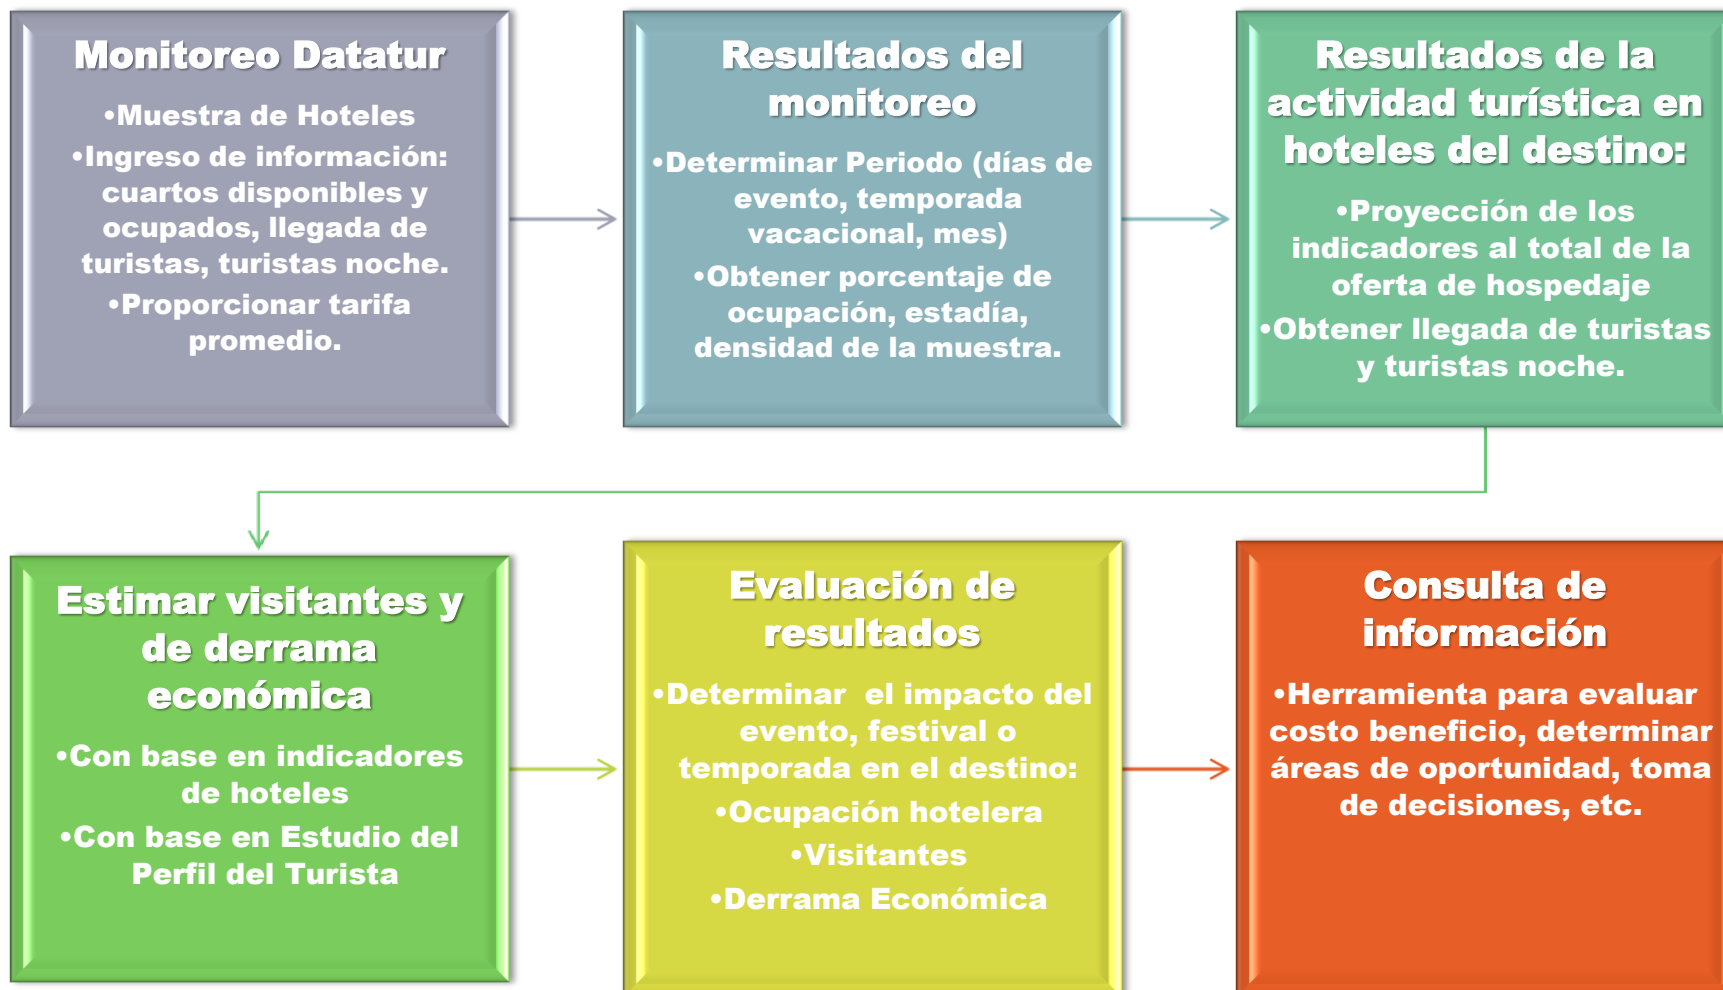 Monitoreo Datatur
•Muestra de Hoteles
•Ingreso de información:
cuartos disponibles y
ocupados, llegada de
turistas, turistas noche.
•Proporcionar tarifa
promedio.
Resultados del
monitoreo
•Determinar Periodo (días de
evento, temporada
vacacional, mes)
•Obtener porcentaje de
ocupación, estadía,
densidad de la muestra.
Resultados de la
actividad turística en
hoteles del destino:
•Proyección de los
indicadores al total de la
oferta de hospedaje
•Obtener llegada de turistas
y turistas noche.
Estimar visitantes y
de derrama
económica
•Con base en indicadores
de hoteles
•Con base en Estudio del
Perfil del Turista
Evaluación de
resultados
•Determinar  el impacto del
evento, festival o
temporada en el destino:
•Ocupación hotelera
•Visitantes
•Derrama Económica
Consulta de
información
•Herramienta para evaluar
costo beneficio, determinar
áreas de oportunidad, toma
de decisiones, etc.